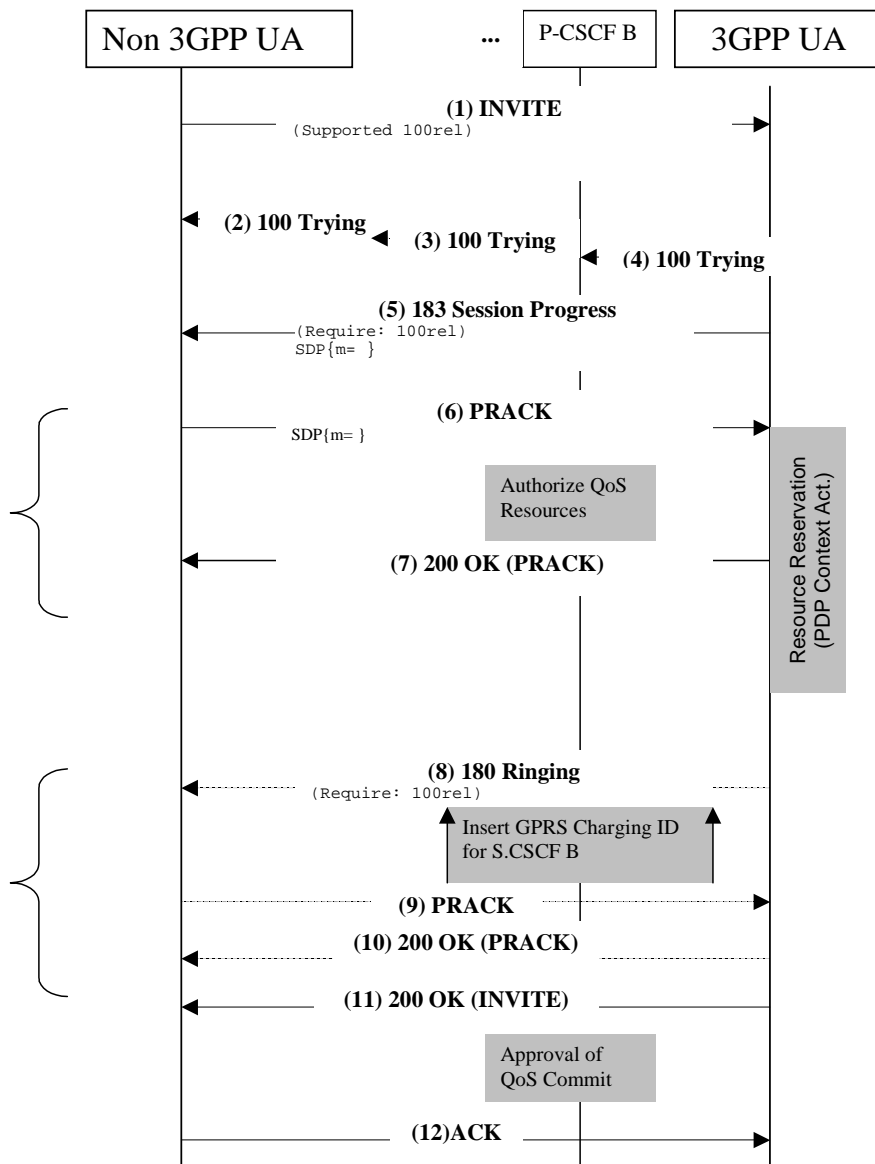 Non 3GPP UA
...
P-CSCF B
3GPP UA
(1) INVITE
(Supported 100rel)
(2) 100 Trying
(3) 100 Trying
(4) 100 Trying
(5) 183 Session Progress
(Require: 100rel)
SDP{m= }
(6) PRACK
SDP{m= }
Authorize QoS
Resources
Resource Reservation
(PDP Context Act.)
(7) 200 OK (PRACK)
(8) 180 Ringing
(Require: 100rel)
Insert GPRS Charging ID
for S.CSCF B
(9) PRACK
(10) 200 OK (PRACK)
(11) 200 OK (INVITE)
Approval of
QoS Commit
(12)ACK